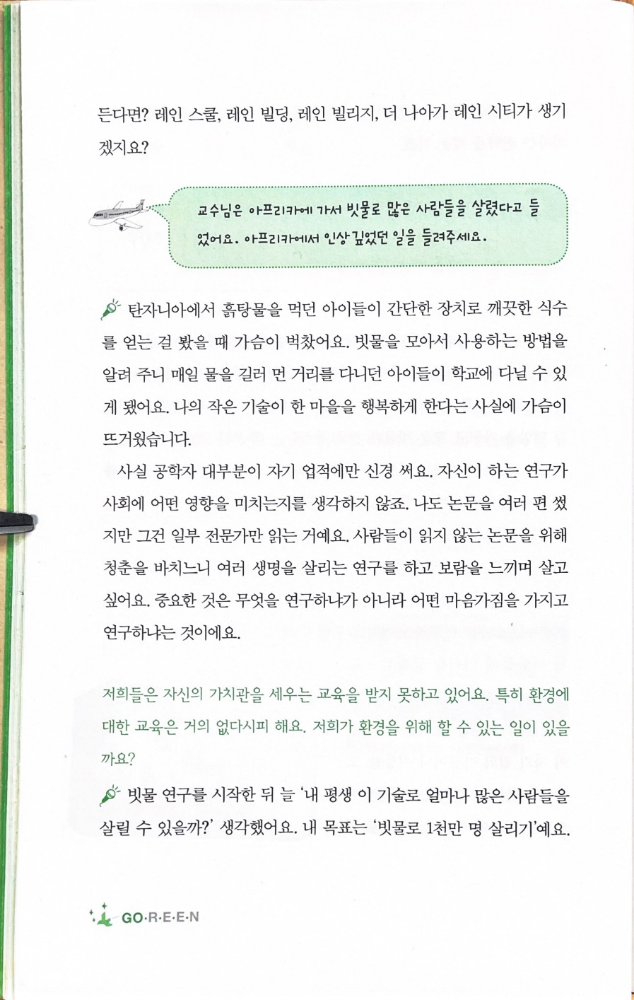 든다면? 레인 스쿨, 레인 빌딩, 레인 빌리지, 더 나아가 레인 시티가 생기
겠지요?
교수님은 아프리카에 가서 빗물로 많은 사람들을 살렸다고 들
었어요. 아프리카에서 인상 깊었던 일을 들려주세요.
탄자니아에서 흙탕물을 먹던 아이들이 간단한 장치로 깨끗한 식수
를 얻는 걸 봤을 때 가슴이 벅찼어요. 빗물을 모아서 사용하는 방법을
알려 주니 매일 물을 길러 먼 거리를 다니던 아이들이 학교에 다닐 수 있
게 됐어요. 나의 작은 기술이 한 마을을 행복하게 한다는 사실에 가슴이
뜨거웠습니다.
사실 공학자 대부분이 자기 업적에만 신경 써요. 자신이 하는 연구가
사회에 어떤 영향을 미치는지를 생각하지 않죠. 나도 논문을 여러 편 썼
지만 그건 일부 전문가만 읽는 거예요. 사람들이 읽지 않는 논문을 위해
청춘을 바치느니 여러 생명을 살리는 연구를 하고 보람을 느끼며 살고
싶어요. 중요한 것은 무엇을 연구하냐가 아니라 어떤 마음가짐을 가지고
연구하냐는 것이에요.
저희들은 자신의 가치관을 세우는 교육을 받지 못하고 있어요. 특히 환경에
대한 교육은 거의 없다시피 해요. 저희가 환경을 위해 할 수 있는 일이 있을
까요?
빗물 연구를 시작한 뒤 늘 ‘내 평생 이 기술로 얼마나 많은 사람들을
살릴 수 있을까?’ 생각했어요. 내 목표는 ‘빗물로 1천만 명 살리기’예요.
GO·R·E·E·N